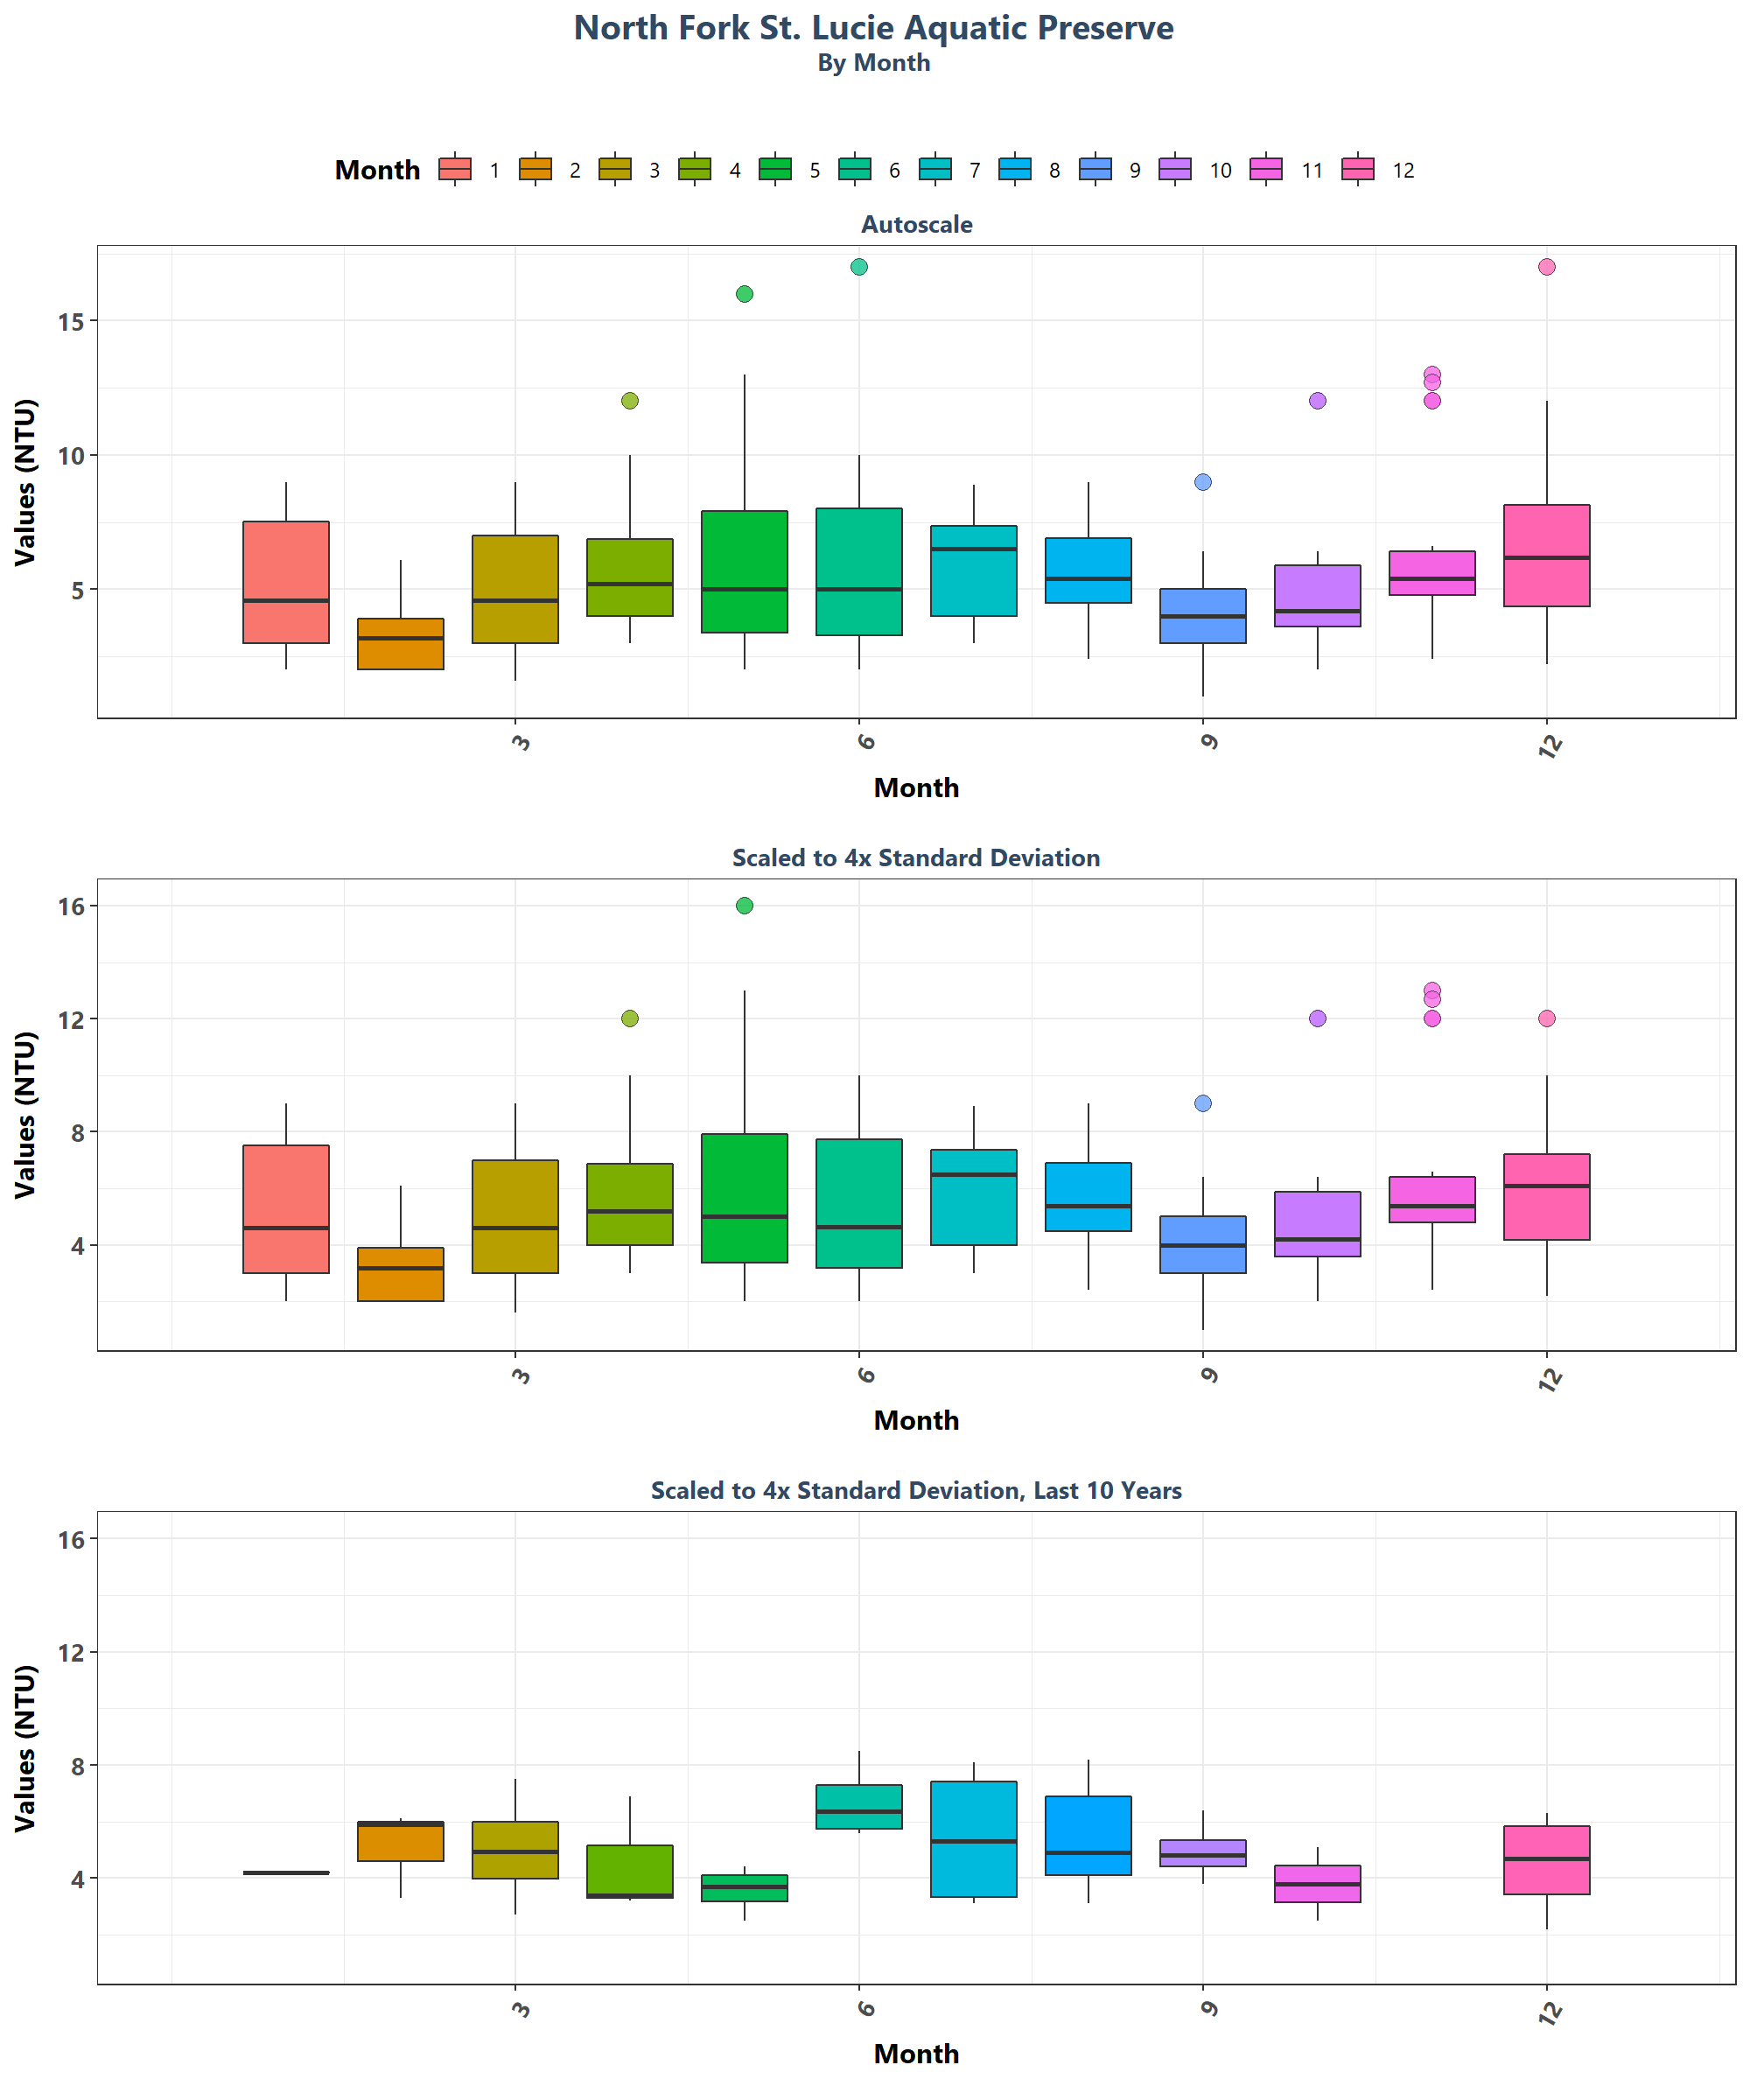 North Fork St. Lucie Aquatic Preserve
By Month
Month 1 2 3 4 5 6 7 8 9 10 11 12
Autoscale
Values (NTU)
15
10
5
3 6 9 12
Month
Scaled to 4x Standard Deviation
Values (NTU)
16
12
8
4
3 6 9 12
Month
Scaled to 4x Standard Deviation, Last 10 Years
Values (NTU)
16
12
8
4
3 6 9 12
Month